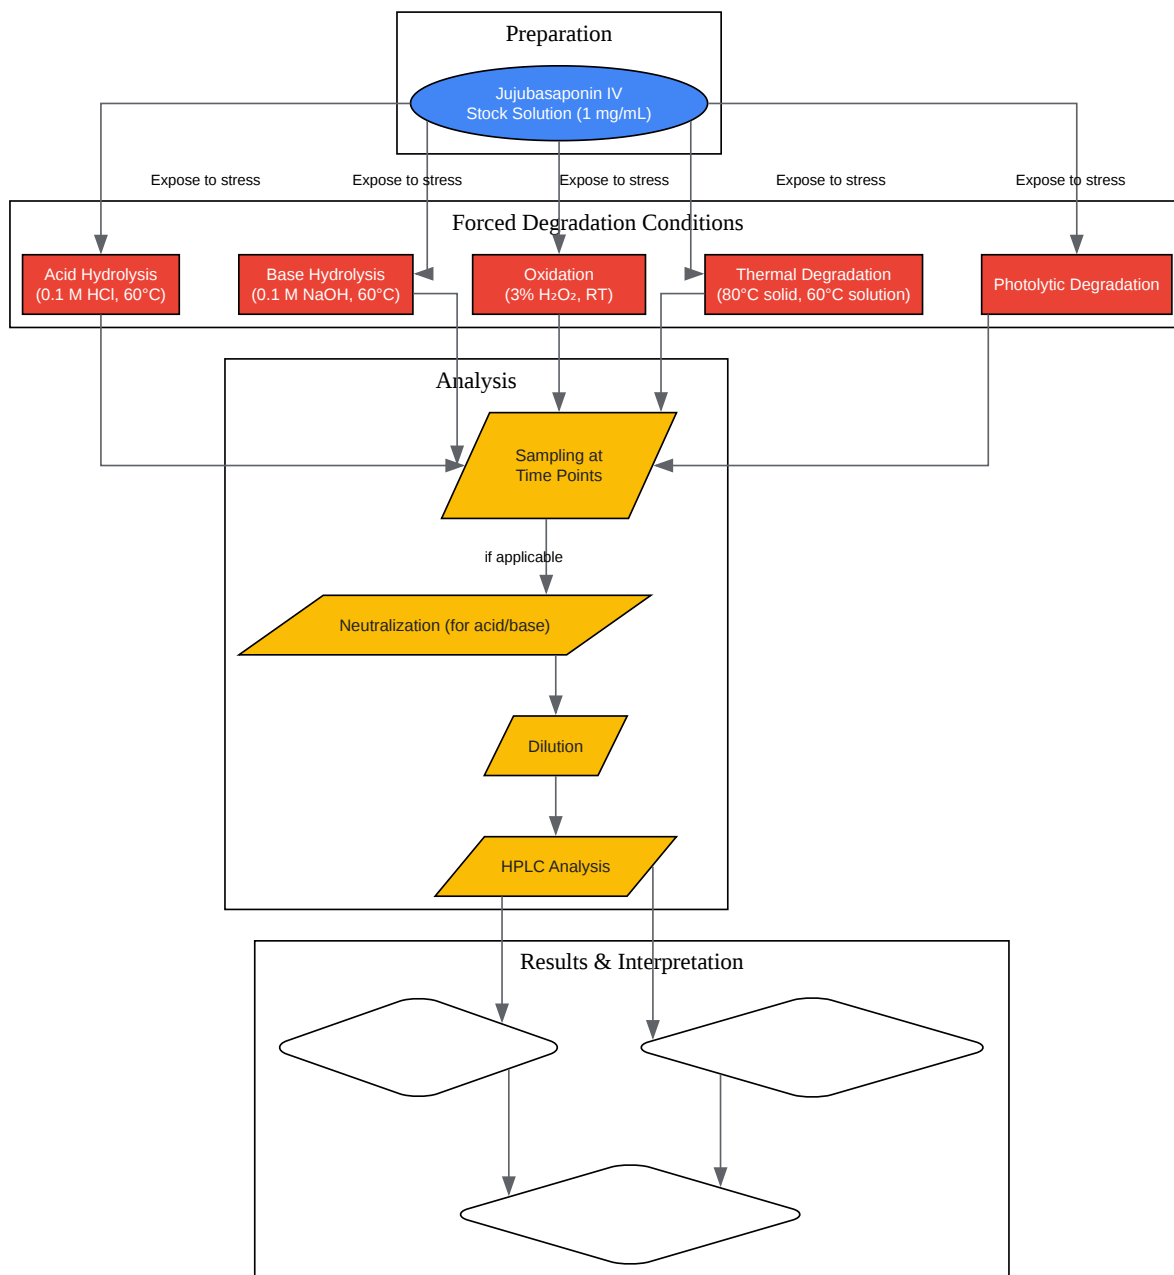 Preparation
Jujubasaponin IV
Stock Solution (1 mg/mL)
Expose to stress
Expose to stress
Expose to stress
Expose to stress
Expose to stress
Forced Degradation Conditions
Acid Hydrolysis
(0.1 M HCl, 60°C)
Base Hydrolysis
(0.1 M NaOH, 60°C)
Oxidation
(3% H₂O₂, RT)
Thermal Degradation
(80°C solid, 60°C solution)
Photolytic Degradation
Analysis
Sampling at
Time Points
if applicable
Neutralization (for acid/base)
Dilution
HPLC Analysis
Results & Interpretation